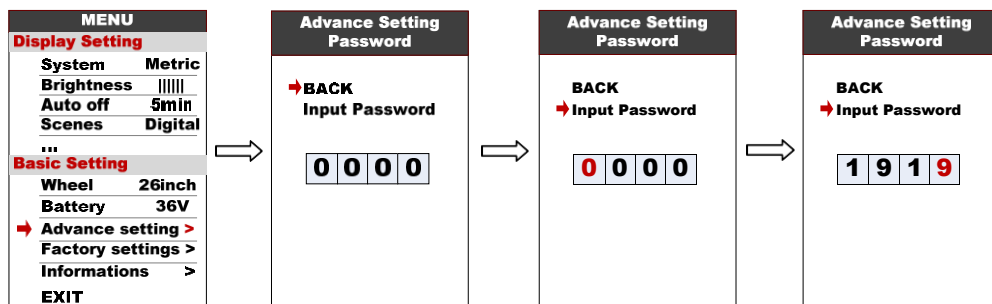 MENU
Display Setting
System Metric
Brightness ||||||
Auto off 5min
Scenes Digital
...
Basic Setting
Wheel 26inch
Battery 36V
Advance setting >
Factory settings >
Informations >
EXIT
Advance Setting
Password
BACK
Input Password
0 0 0 0
Advance Setting
Password
BACK
Input Password
0 0 0 0
Advance Setting
Password
BACK
Input Password
1 9 1 9